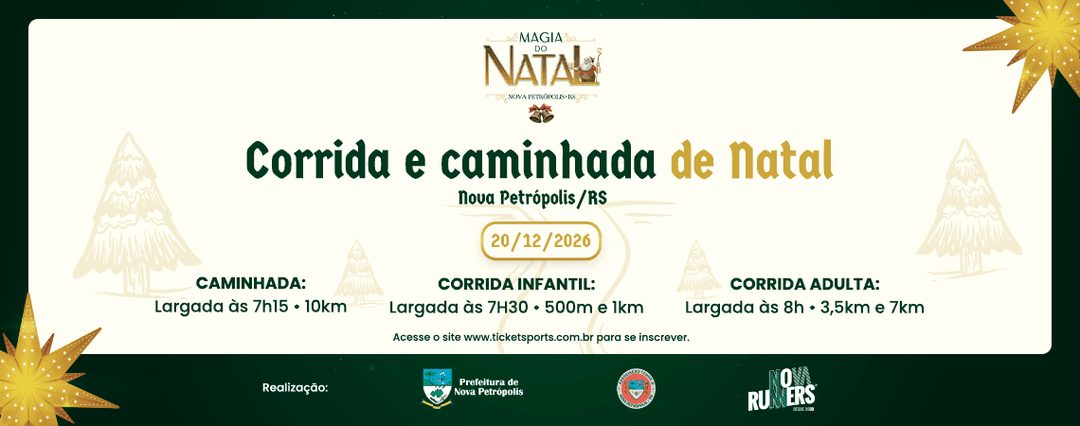 MAGIA
DO
NATAL
NOVA PETRÓPOLIS-RS
Corrida e caminhada de Natal
Nova Petrópolis/RS
20/12/2026
CAMINHADA:
Largada às 7h15 • 10km
CORRIDA INFANTIL:
Largada às 7H30 • 500m e 1km
CORRIDA ADULTA:
Largada às 8h • 3,5km e 7km
Acesse o site www.ticketsports.com.br para se inscrever.
Realização:
Prefeitura de
Nova Petrópolis
NOVA
RUNNERS